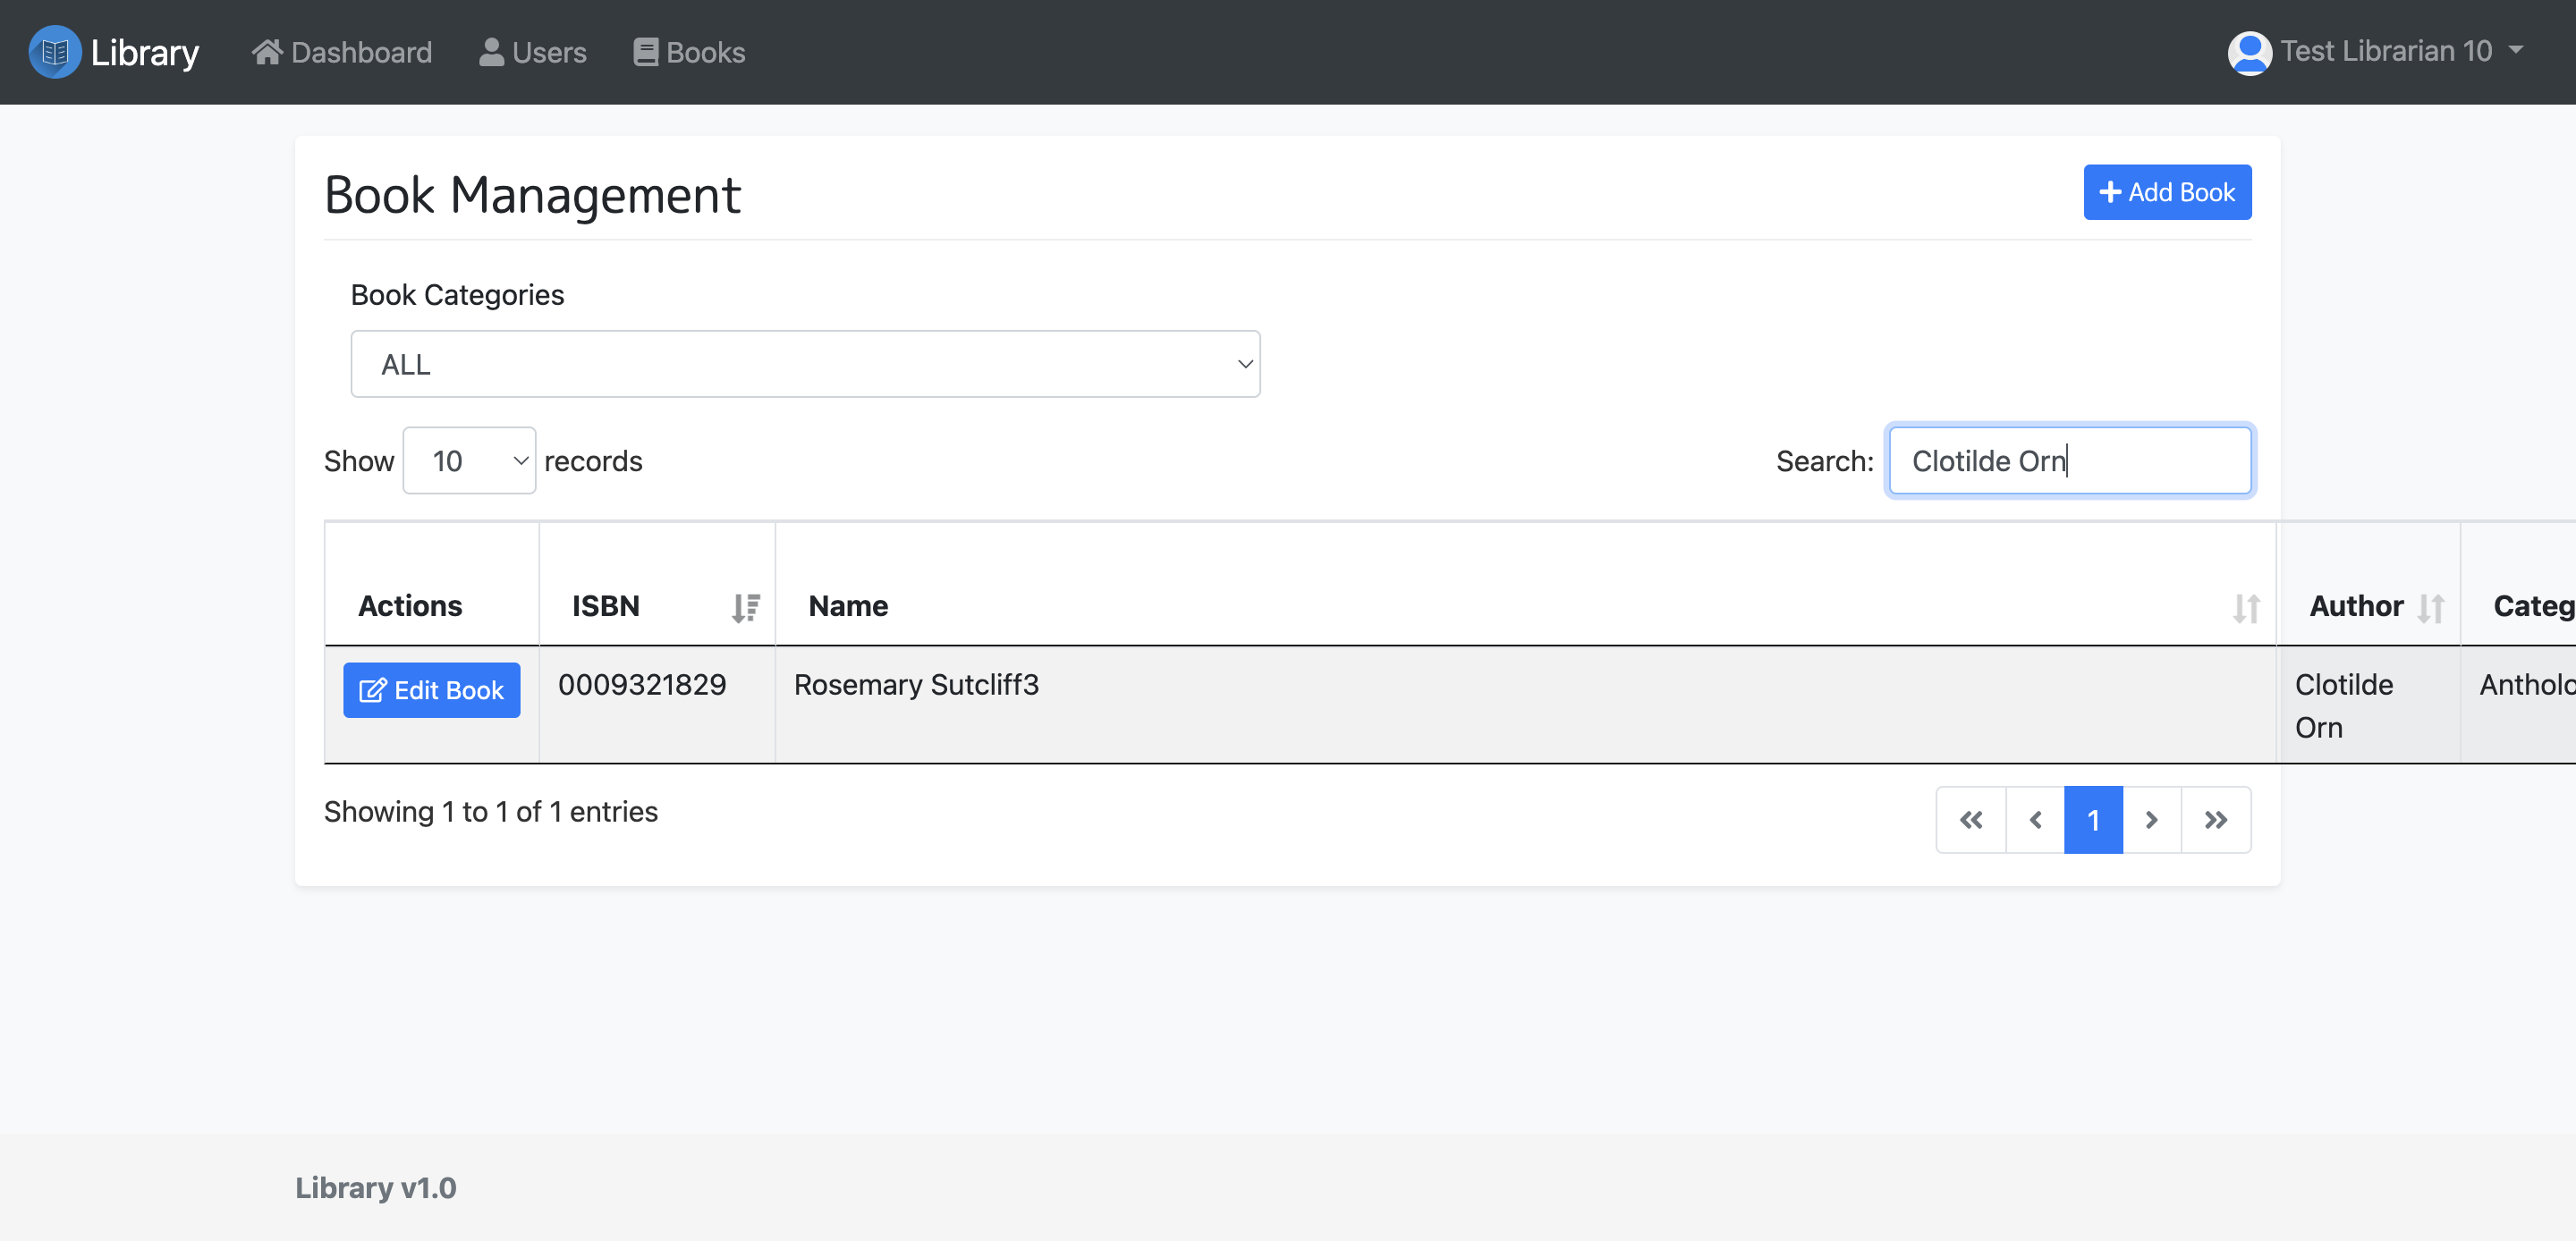 Library Dashboard Users Books Test Librarian 10
Book Management + Add Book
Book Categories
ALL
Show 10 records Search: Clotilde Orn
Actions ISBN Name Author Categ
Edit Book 0009321829 Rosemary Sutcliff3 Clotilde Antholo
Orn
Showing 1 to 1 of 1 entries « ‹ 1 › »
Library v1.0